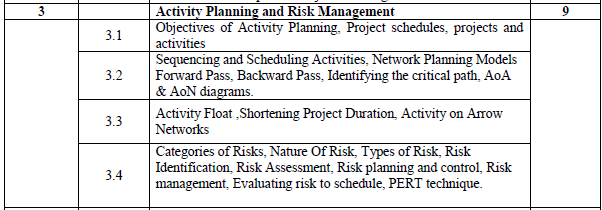 3 Activity Planning and Risk Management 9
3.1 Objectives of Activity Planning, Project schedules, projects and
activities
3.2 Sequencing and Scheduling Activities, Network Planning Models
Forward Pass, Backward Pass, Identifying the critical path, AoA
& AoN diagrams.
3.3 Activity Float ,Shortening Project Duration, Activity on Arrow
Networks
3.4 Categories of Risks, Nature Of Risk, Types of Risk, Risk
Identification, Risk Assessment, Risk planning and control, Risk
management, Evaluating risk to schedule, PERT technique.